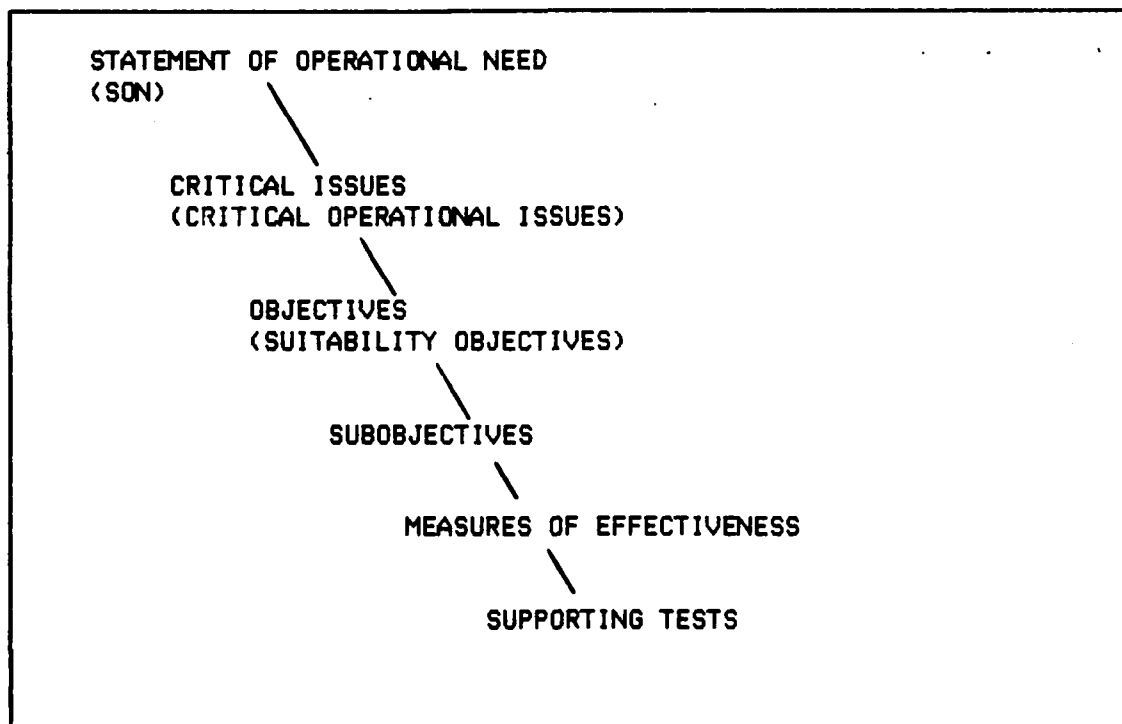 STATEMENT OF OPERATIONAL NEED
(SON)
CRITICAL ISSUES
(CRITICAL OPERATIONAL ISSUES)
OBJECTIVES
(SUITABILITY OBJECTIVES)
SUBOBJECTIVES
MEASURES OF EFFECTIVENESS
SUPPORTING TESTS